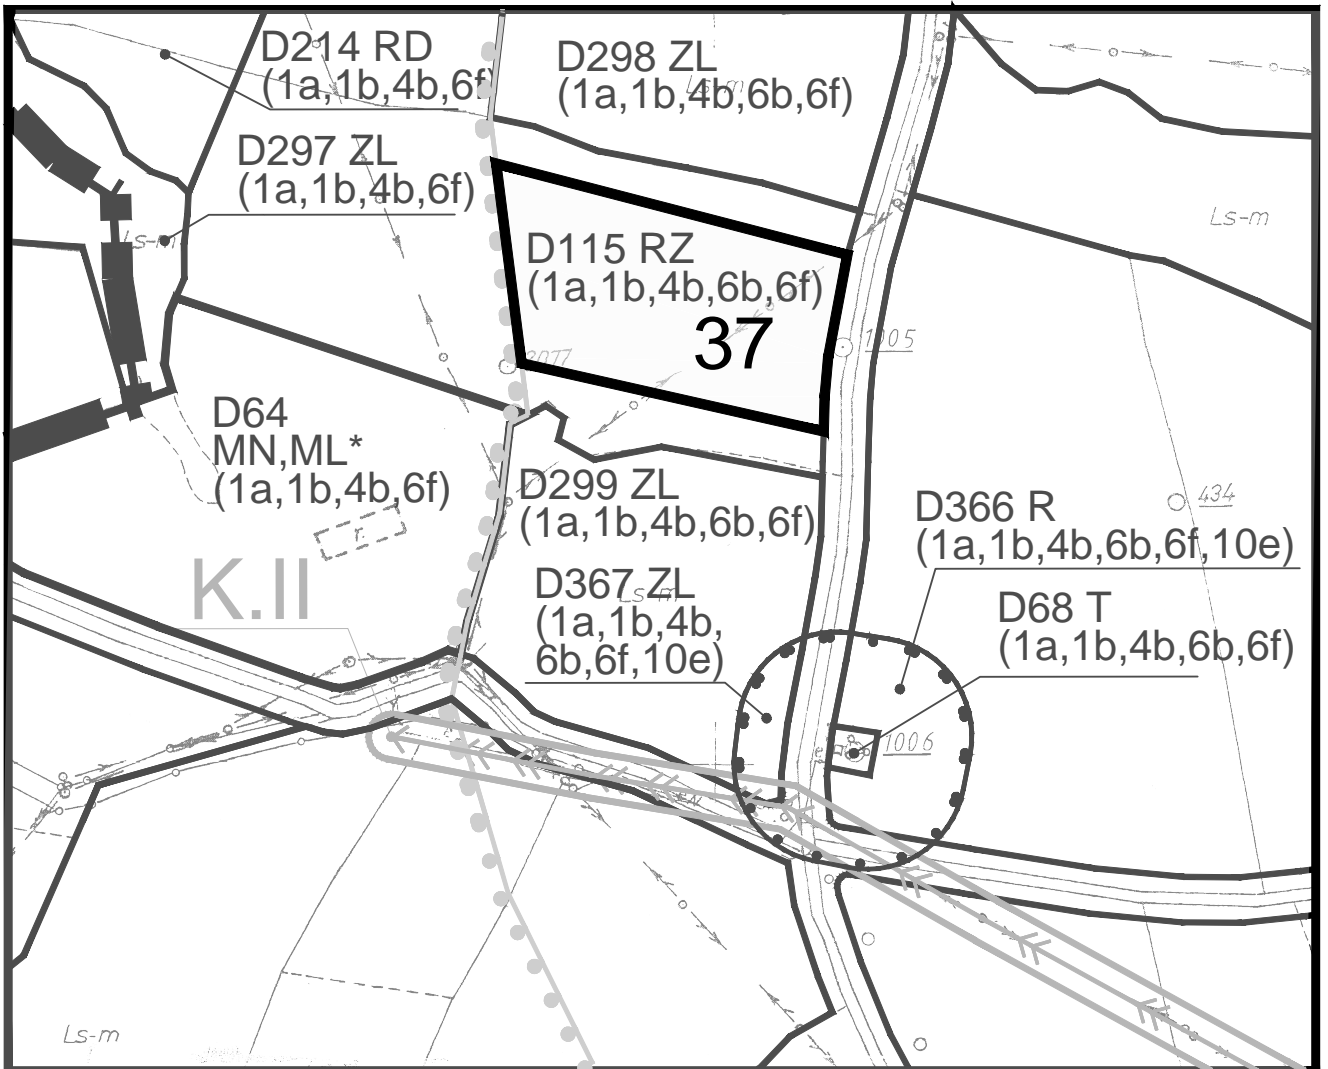 D214 RD
(1a,1b,4b,6f)
D298 ZL
(1a,1b,4b,6b,6f)
Ls-m
D297 ZL
(1a,1b,4b,6f)
Ls-m
Ls-m
D115 RZ
(1a,1b,4b,6b,6f)
37
1005
3077
D64
MN,ML*
(1a,1b,4b,6f)
r.
D299 ZL
(1a,1b,4b,6b,6f)
434
D366 R
(1a,1b,4b,6b,6f,10e)
K.II
D367 ZL
Ls-m
(1a,1b,4b,
6b,6f,10e)
D68 T
(1a,1b,4b,6b,6f)
1006
Ls-m